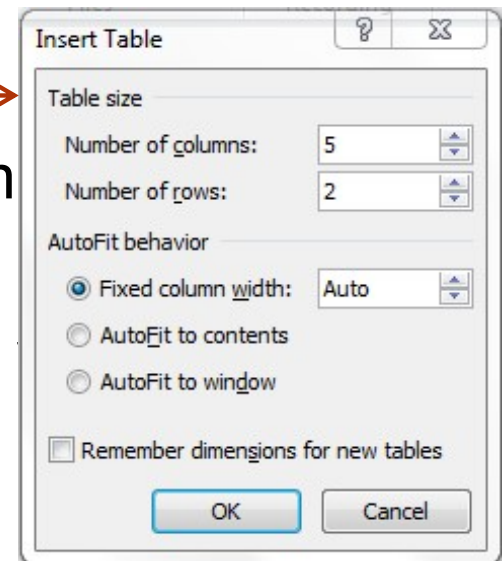 Insert Table
Table size
n
Number of columns: 5
Number of rows: 2
AutoFit behavior
Fixed column width: Auto
AutoFit to contents
AutoFit to window
Remember dimensions for new tables
OK Cancel